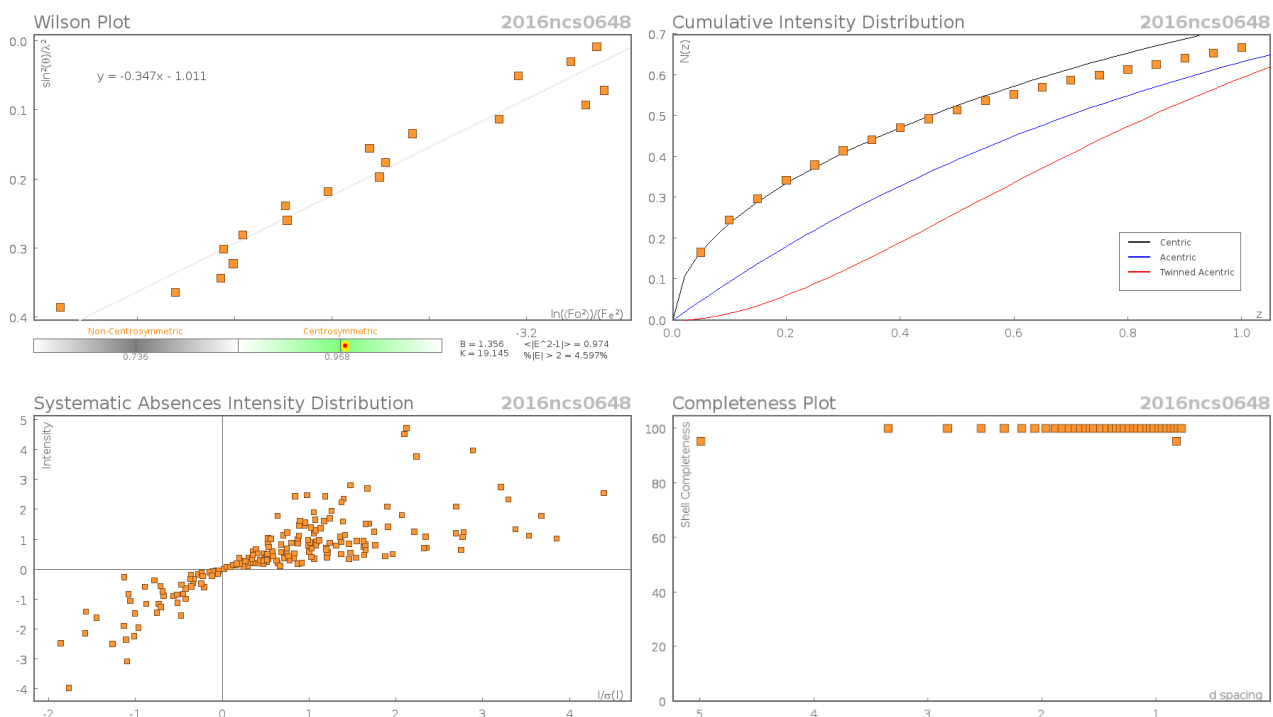 Wilson Plot
2016ncs0648
0.0
0.1
0.2
0.3
0.4
sin²(θ)/λ²
y = -0.347x - 1.011
ln(⟨Fo²⟩)/(Fₑ²)
-3.2
Non-Centrosymmetric
Centrosymmetric
0.736
0.968
B = 1.356
K = 19.145
<|E^2-1|> = 0.974
%|E| > 2 = 4.597%
Cumulative Intensity Distribution
2016ncs0648
0.7
0.6
0.5
0.4
0.3
0.2
0.1
0.0
N(z)
Centric
Acentric
Twinned Acentric
z
0.0
0.2
0.4
0.6
0.8
1.0
Systematic Absences Intensity Distribution
2016ncs0648
5
4
3
2
1
0
-1
-2
-3
-4
Intensity
I/σ(I)
-2
-1
0
1
2
3
4
Completeness Plot
2016ncs0648
100
80
60
40
20
0
Shell Completeness
d spacing
5
4
3
2
1